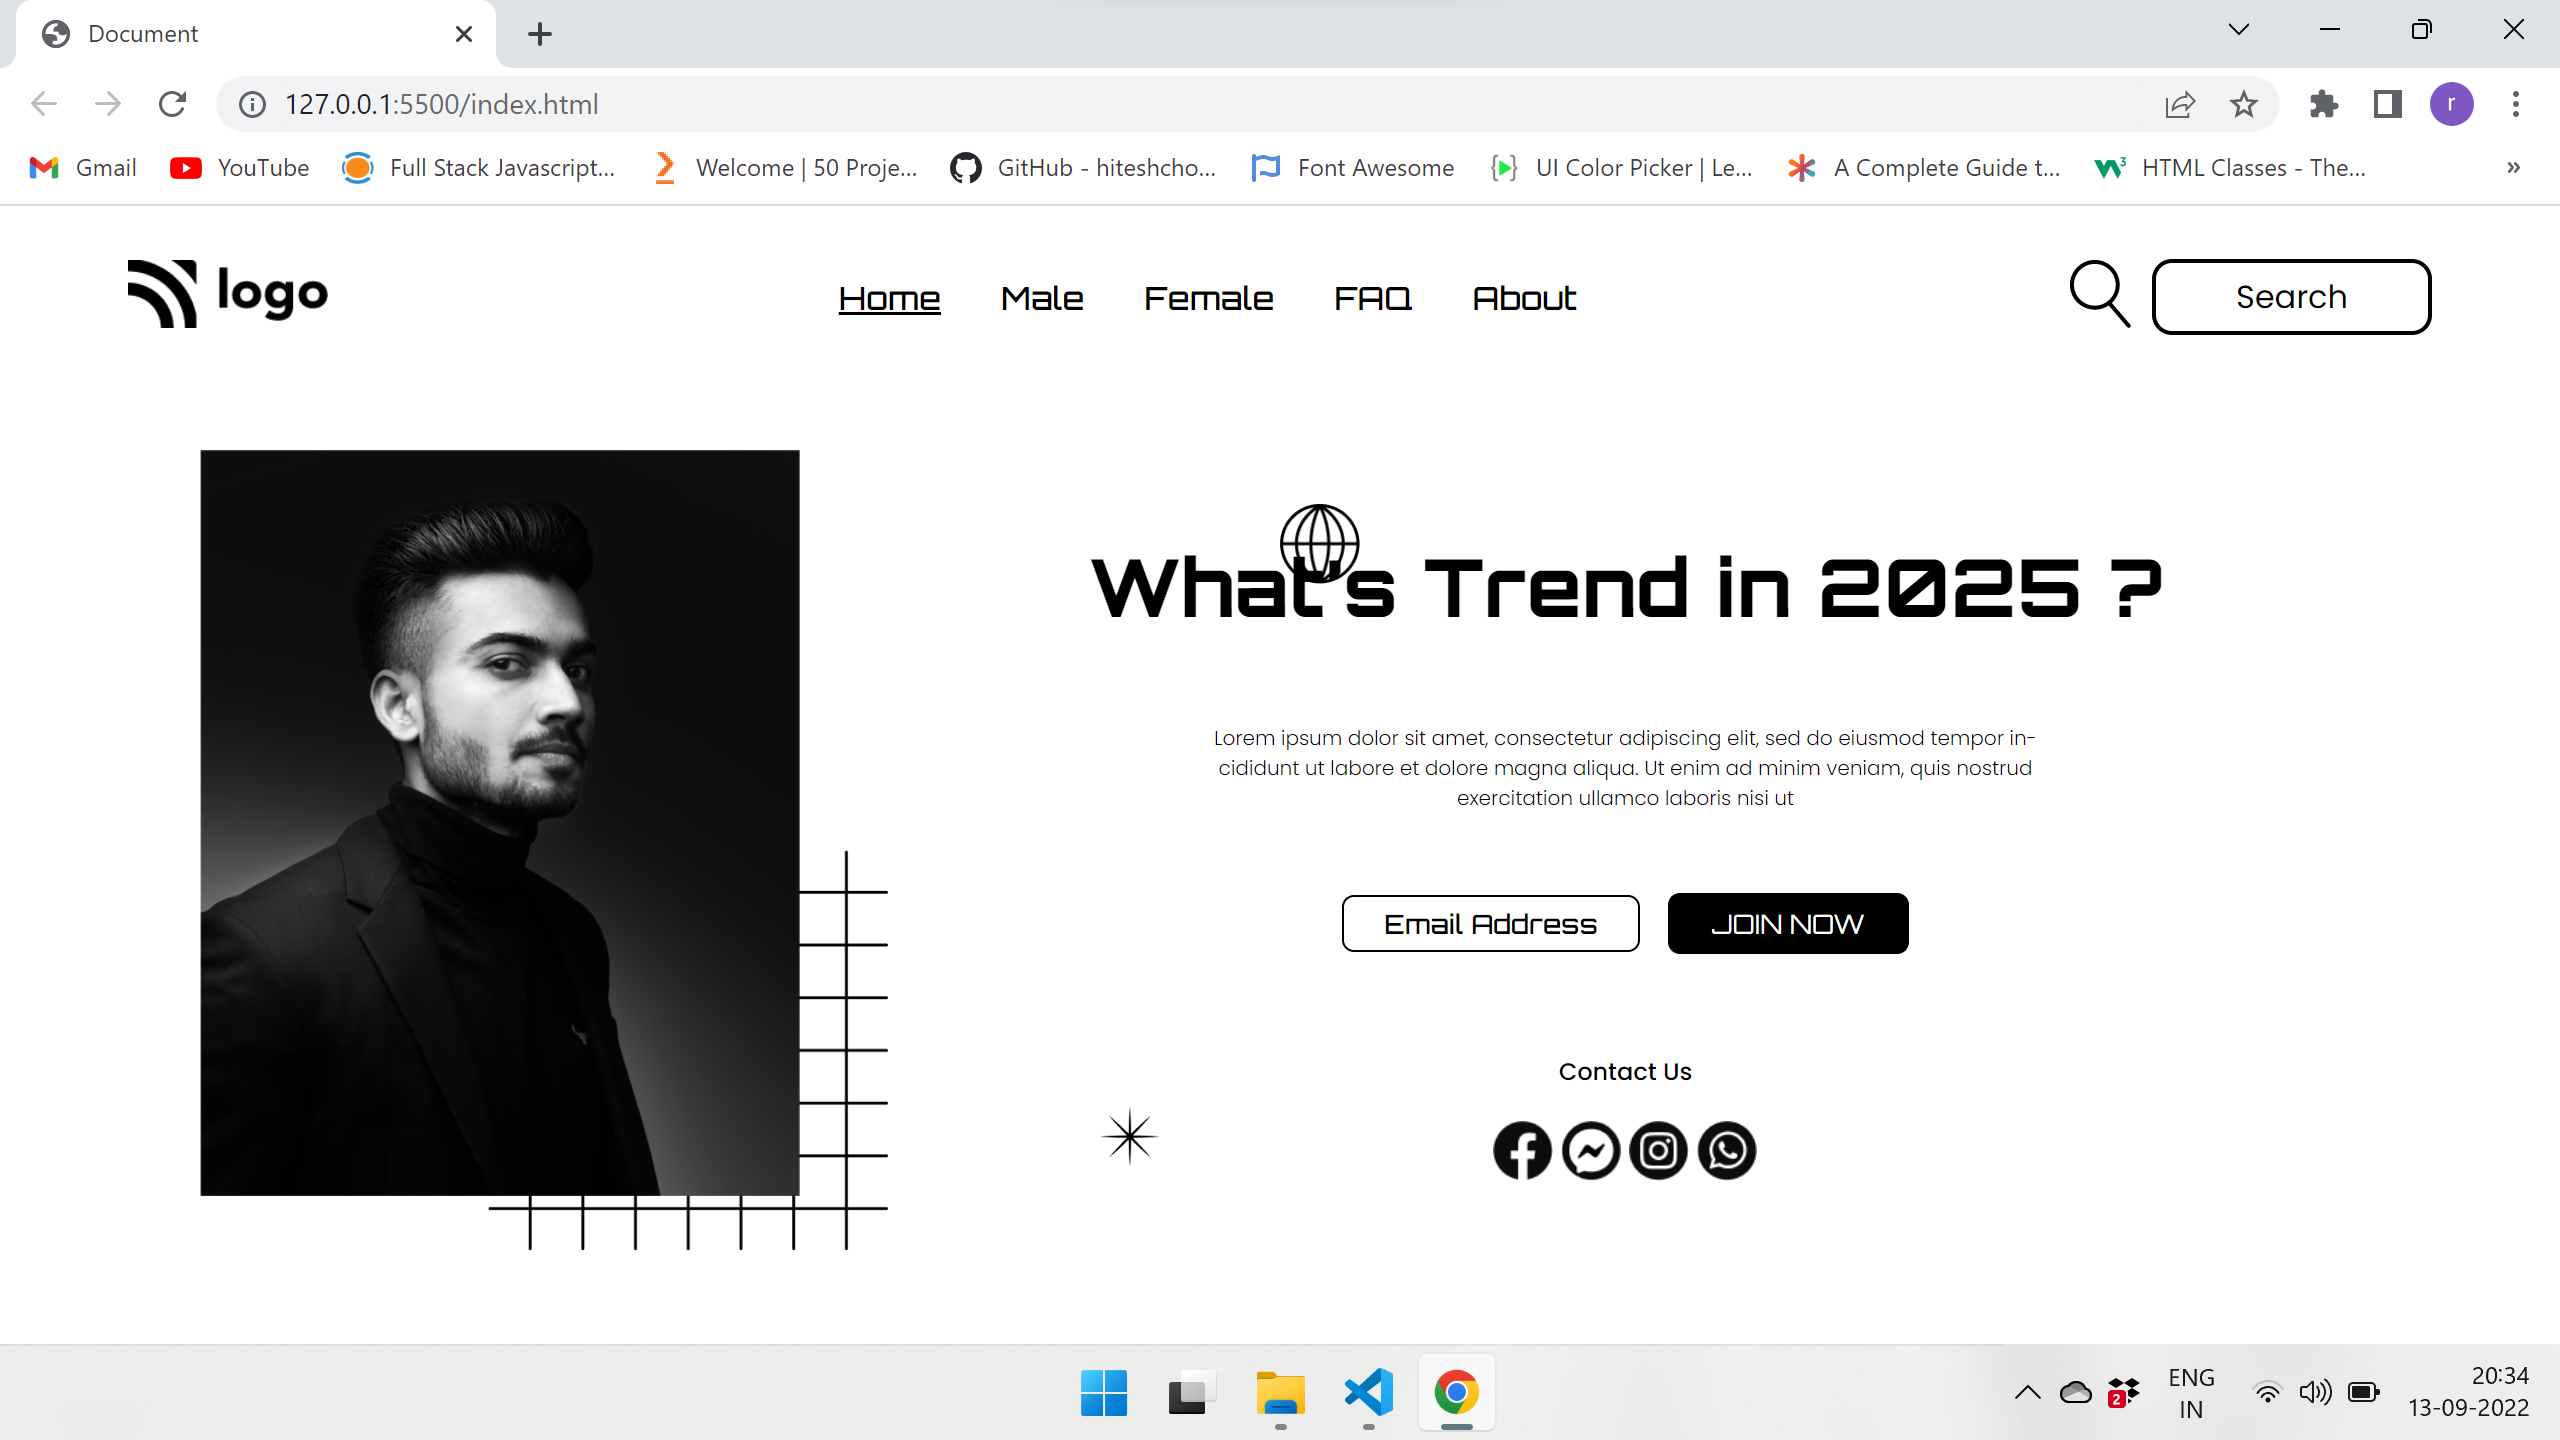 Document
127.0.0.1:5500/index.html
r
Gmail YouTube Full Stack Javascript... Welcome | 50 Proje... GitHub - hiteshcho... Font Awesome UI Color Picker | Le... A Complete Guide t... HTML Classes - The... »
logo Home Male Female FAQ About Search
What's Trend in 2025 ?
Lorem ipsum dolor sit amet, consectetur adipiscing elit, sed do eiusmod tempor in-
cididunt ut labore et dolore magna aliqua. Ut enim ad minim veniam, quis nostrud
exercitation ullamco laboris nisi ut
Email Address JOIN NOW
Contact Us
2
ENG
IN
20:34
13-09-2022